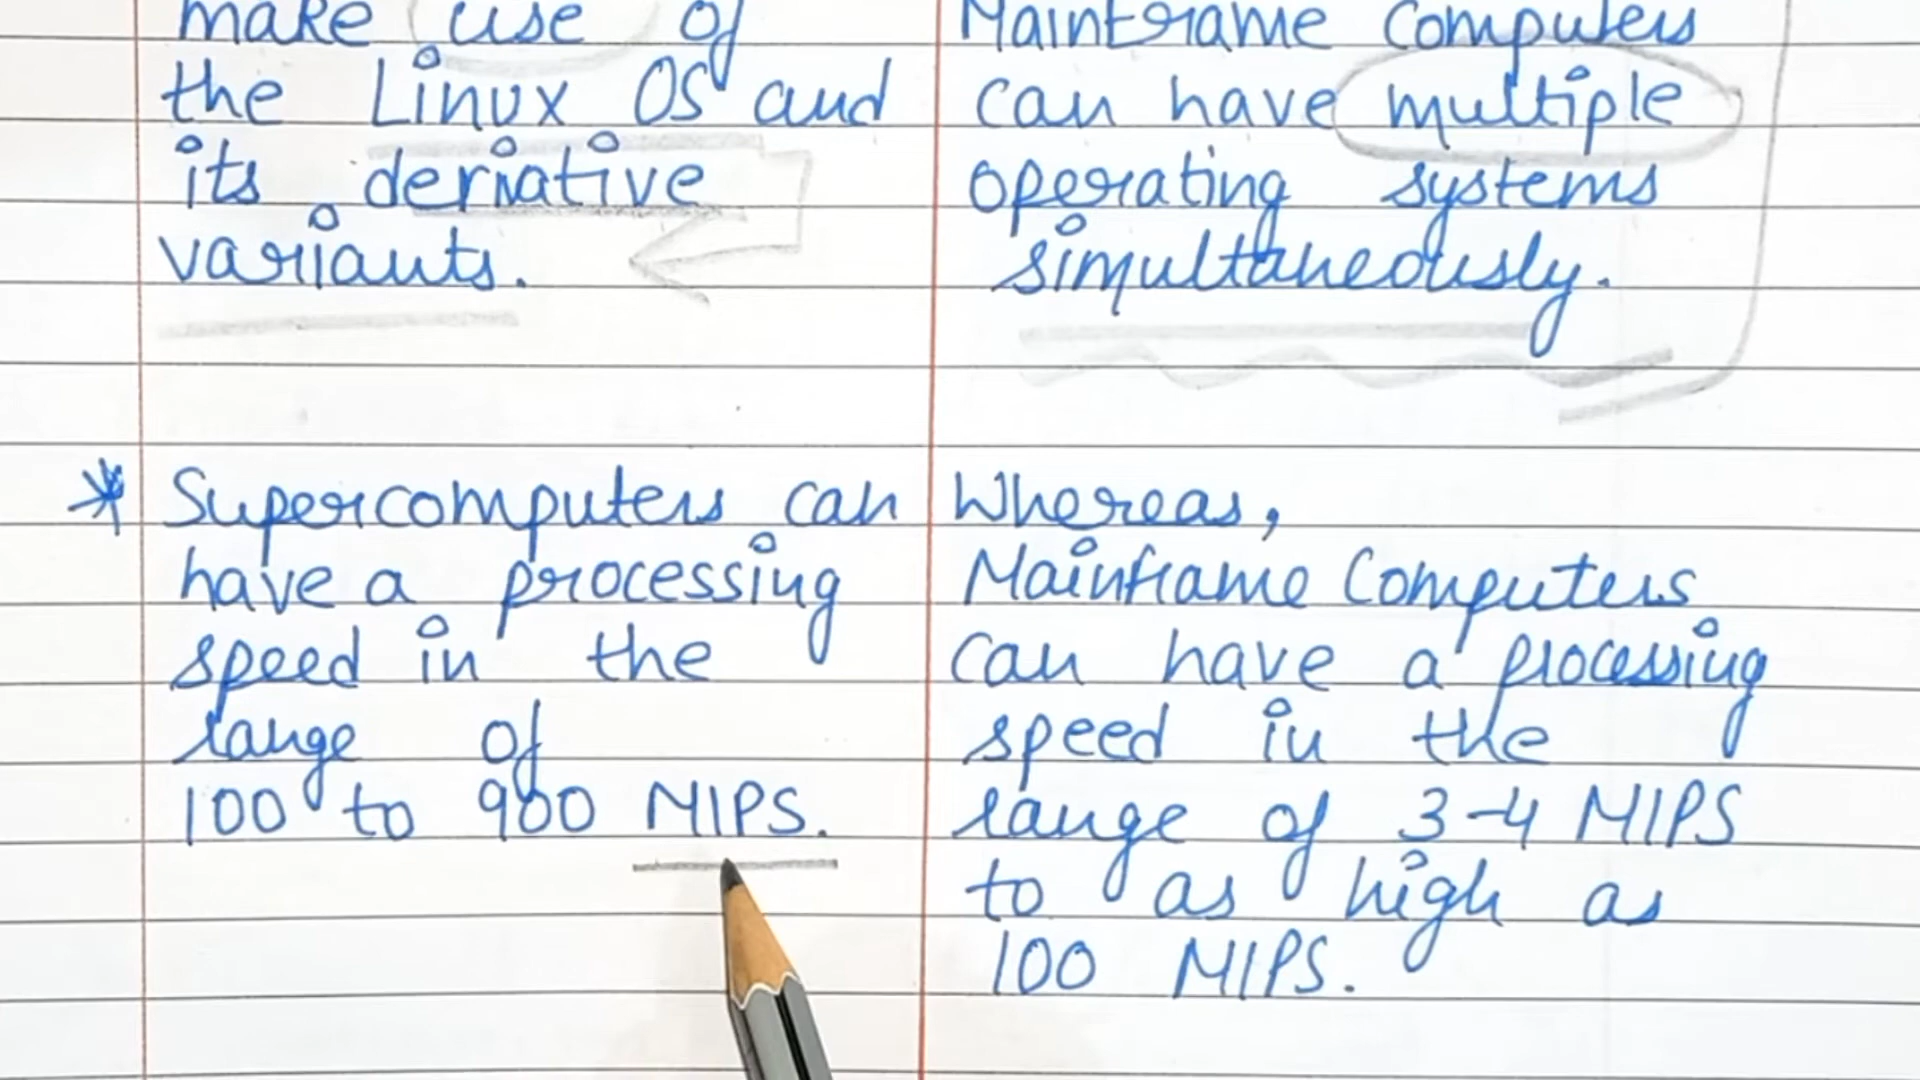 make use of
the Linux OS and
its derivative
variants.
Mainframe Computers
can have multiple
operating systems
simultaneously.
* Supercomputers can
have a processing
speed in the
range of
100 to 900 MIPS.
Whereas,
Mainframe Computers
can have a processing
speed in the
range of 3-4 MIPS
to as high as
100 MIPS.